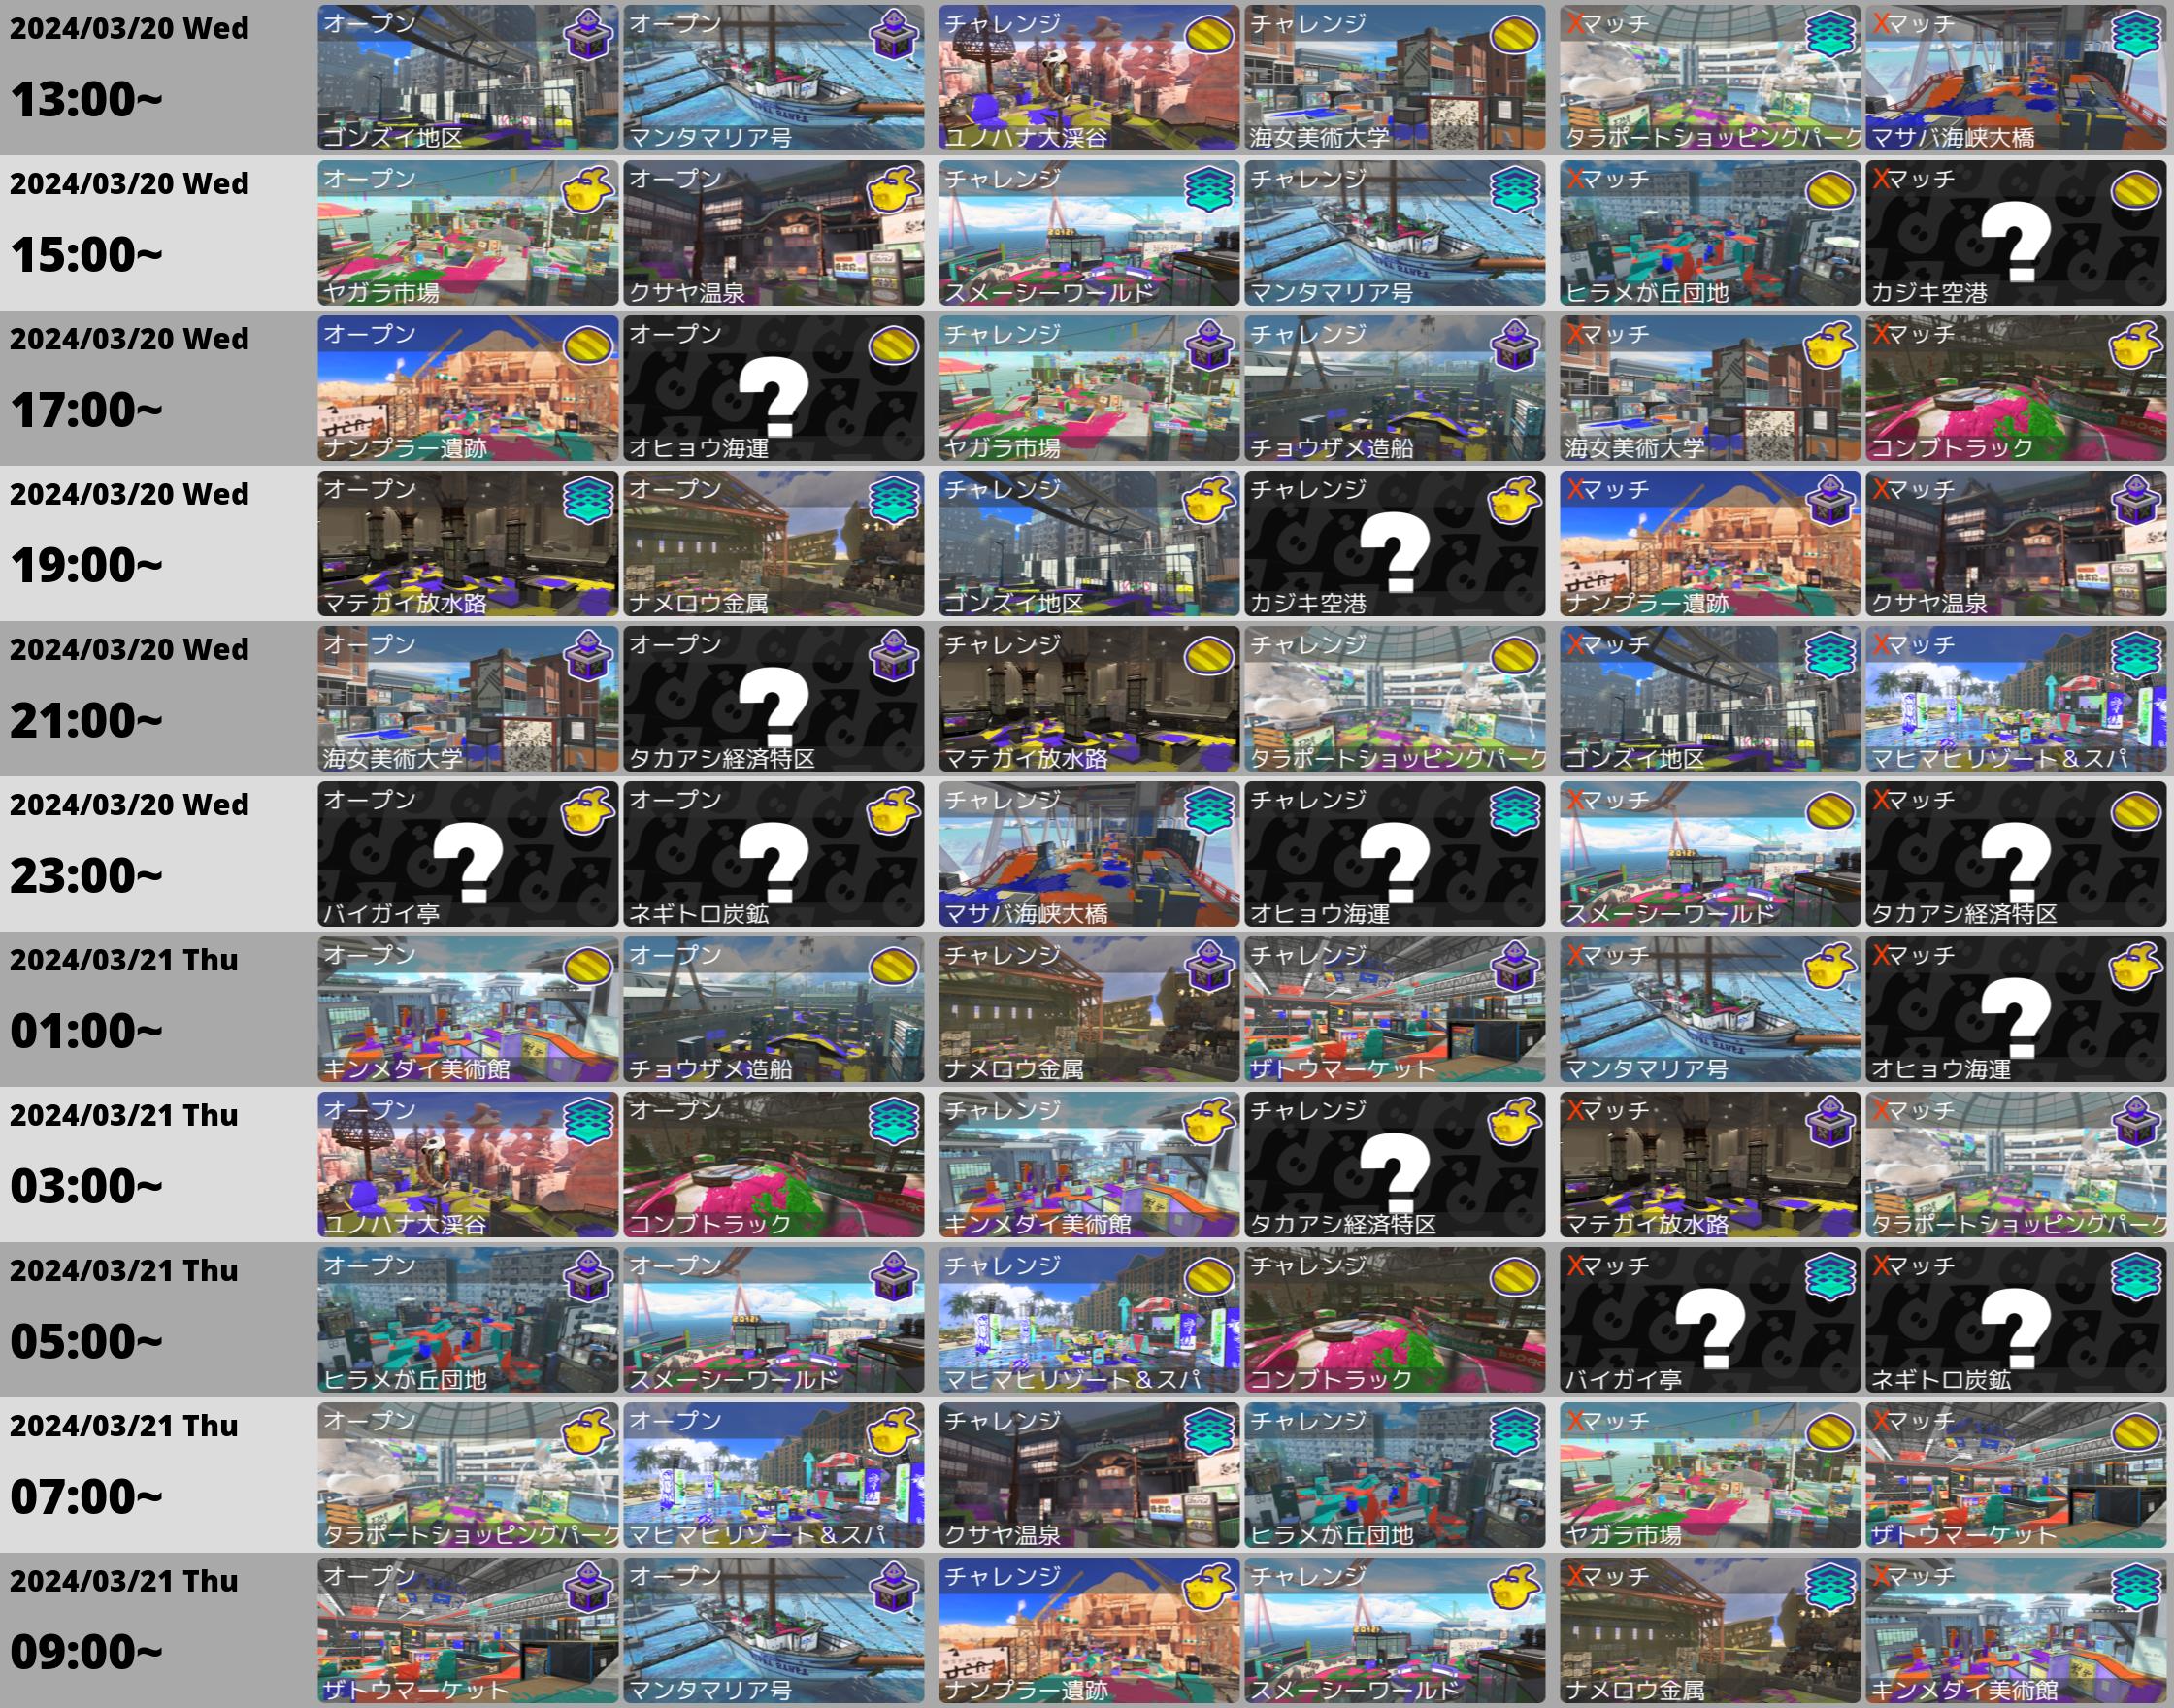 2024/03/20 Wed
13:00~
オープン
ゴンズイ地区
オープン
マンタマリア号
チャレンジ
ユノハナ大渓谷
チャレンジ
海女美術大学
Xマッチ
タラポートショッピングパーク
Xマッチ
マサバ海峡大橋
2024/03/20 Wed
15:00~
オープン
ヤガラ市場
オープン
クサヤ温泉
チャレンジ
スメーシーワールド
チャレンジ
マンタマリア号
Xマッチ
ヒラメが丘団地
Xマッチ
?
カジキ空港
2024/03/20 Wed
17:00~
オープン
ナンプラー遺跡
オープン
?
オヒョウ海運
チャレンジ
ヤガラ市場
チャレンジ
チョウザメ造船
Xマッチ
海女美術大学
Xマッチ
コンブトラック
2024/03/20 Wed
19:00~
オープン
マテガイ放水路
オープン
ナメロウ金属
チャレンジ
ゴンズイ地区
チャレンジ
?
カジキ空港
Xマッチ
ナンプラー遺跡
Xマッチ
クサヤ温泉
2024/03/20 Wed
21:00~
オープン
海女美術大学
オープン
?
タカアシ経済特区
チャレンジ
マテガイ放水路
チャレンジ
タラポートショッピングパーク
Xマッチ
ゴンズイ地区
Xマッチ
マヒマヒリゾート＆スパ
2024/03/20 Wed
23:00~
オープン
?
バイガイ亭
オープン
?
ネギトロ炭鉱
チャレンジ
マサバ海峡大橋
チャレンジ
?
オヒョウ海運
Xマッチ
スメーシーワールド
Xマッチ
?
タカアシ経済特区
2024/03/21 Thu
01:00~
オープン
キンメダイ美術館
オープン
チョウザメ造船
チャレンジ
ナメロウ金属
チャレンジ
ザトウマーケット
Xマッチ
マンタマリア号
Xマッチ
?
オヒョウ海運
2024/03/21 Thu
03:00~
オープン
ユノハナ大渓谷
オープン
コンブトラック
チャレンジ
キンメダイ美術館
チャレンジ
?
タカアシ経済特区
Xマッチ
マテガイ放水路
Xマッチ
タラポートショッピングパーク
2024/03/21 Thu
05:00~
オープン
ヒラメが丘団地
オープン
スメーシーワールド
チャレンジ
マヒマヒリゾート＆スパ
チャレンジ
コンブトラック
Xマッチ
?
バイガイ亭
Xマッチ
?
ネギトロ炭鉱
2024/03/21 Thu
07:00~
オープン
タラポートショッピングパーク
オープン
マヒマヒリゾート＆スパ
チャレンジ
クサヤ温泉
チャレンジ
ヒラメが丘団地
Xマッチ
ヤガラ市場
Xマッチ
ザトウマーケット
2024/03/21 Thu
09:00~
オープン
ザトウマーケット
オープン
マンタマリア号
チャレンジ
ナンプラー遺跡
チャレンジ
スメーシーワールド
Xマッチ
ナメロウ金属
Xマッチ
キンメダイ美術館